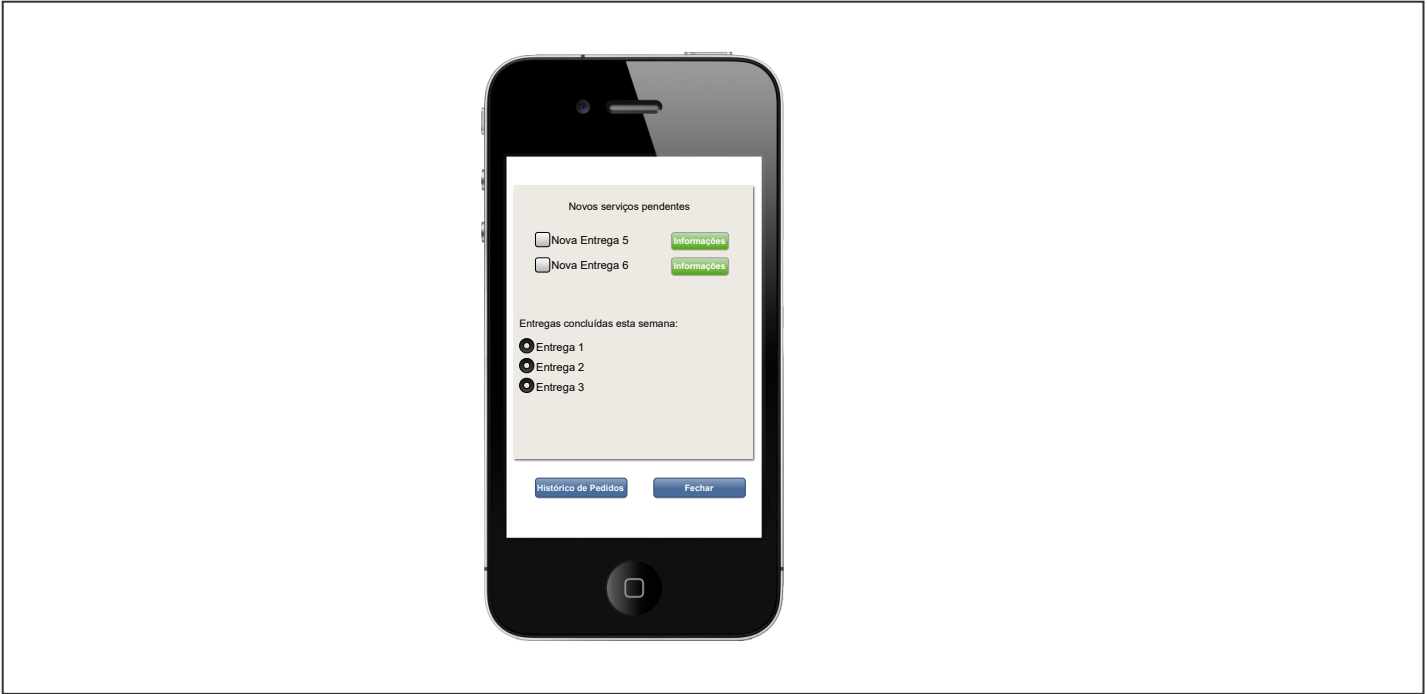 Novos serviços pendentes
Nova Entrega 5 Informações
Nova Entrega 6 Informações
Entregas concluídas esta semana:
Entrega 1
Entrega 2
Entrega 3
Histórico de Pedidos Fechar